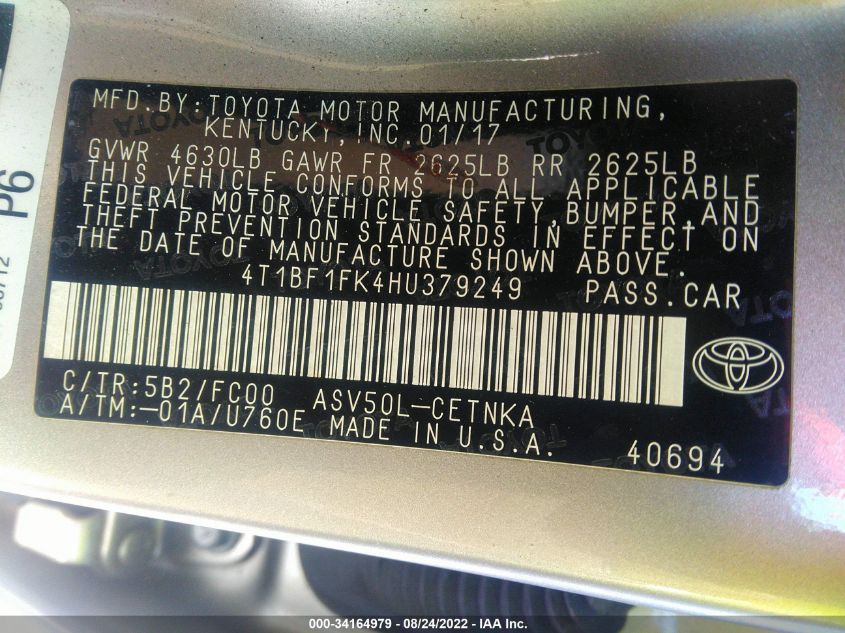 MFD.BY:TOYOTA MOTOR MANUFACTURING,
KENTUCKY,INC. 01/17
GVWR 4630LB GAWR FR 2625LB RR 2625LB
THIS VEHICLE CONFORMS TO ALL APPLICABLE
FEDERAL MOTOR VEHICLE SAFETY,BUMPER,AND
THEFT PREVENTION STANDARDS IN EFFECT ON
THE DATE OF MANUFACTURE SHOWN ABOVE.
4T1BF1FK4HU379249 PASS.CAR
C/TR:5B2/FC00 ASV50L-CETNKA
A/TM:-01A/U760E MADE IN U.S.A. 40694
P6
000-34164979 • 08/24/2022 • IAA Inc.